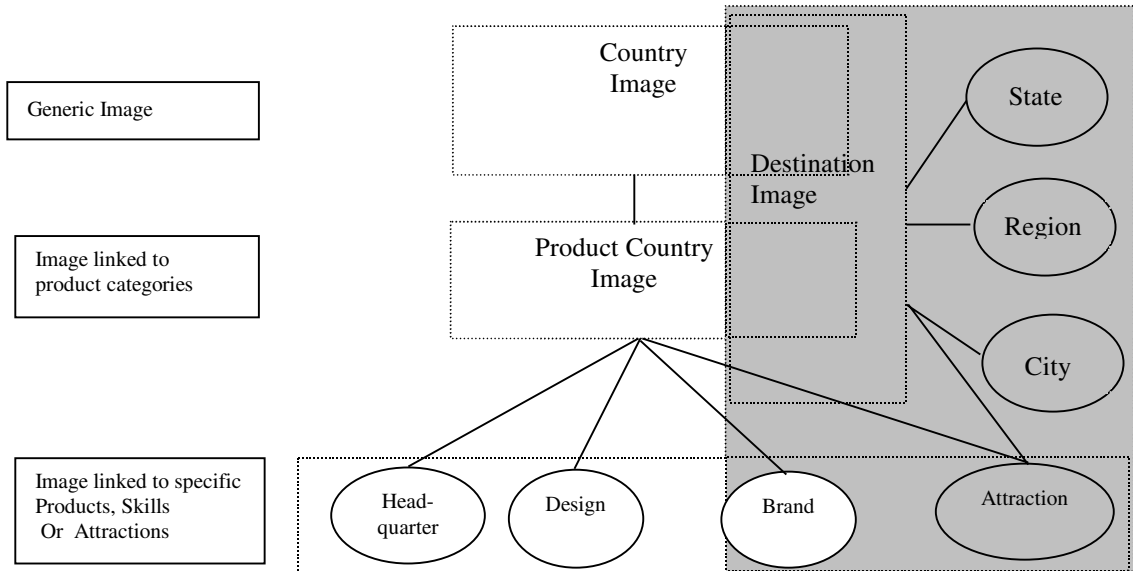 Country
Image
Generic Image
State
Destination
Image
Region
Product Country
Image
Image linked to
product categories
City
Image linked to specific
Products, Skills
Or Attractions
Head-
quarter
Design
Brand
Attraction